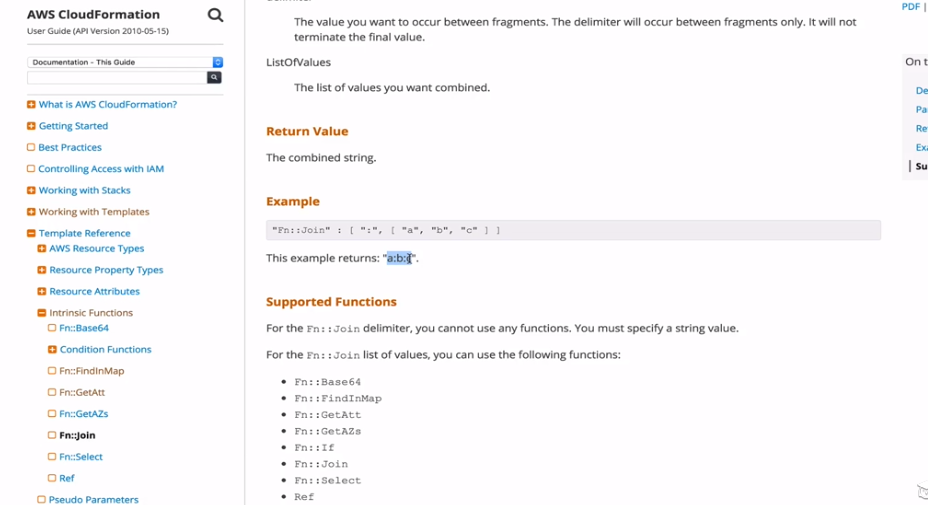 AWS CloudFormation
User Guide (API Version 2010-05-15)
Documentation - This Guide
What is AWS CloudFormation?
Getting Started
Best Practices
Controlling Access with IAM
Working with Stacks
Working with Templates
Template Reference
AWS Resource Types
Resource Property Types
Resource Attributes
Intrinsic Functions
Fn::Base64
Condition Functions
Fn::FindInMap
Fn::GetAtt
Fn::GetAZs
Fn::Join
Fn::Select
Ref
Pseudo Parameters
The value you want to occur between fragments. The delimiter will occur between fragments only. It will not
terminate the final value.
ListOfValues
The list of values you want combined.
Return Value
The combined string.
Example
"Fn::Join" : [ ":", [ "a", "b", "c" ] ]
This example returns: "a:b:c".
Supported Functions
For the Fn::Join delimiter, you cannot use any functions. You must specify a string value.
For the Fn::Join list of values, you can use the following functions:
Fn::Base64
Fn::FindInMap
Fn::GetAtt
Fn::GetAZs
Fn::If
Fn::Join
Fn::Select
Ref
PDF |
On t
De
Pa
Re
Exa
Su